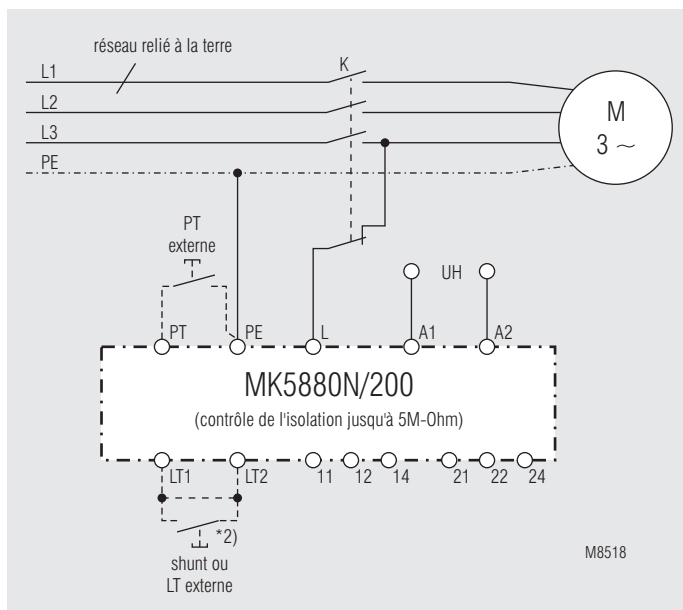 réseau relié à la terre
L1
K
L2
L3
PE
M
3 ~
PT
externe
UH
PT
PE
L
A1
A2
MK5880N/200
(contrôle de l'isolation jusqu'à 5M-Ohm)
LT1
LT2
11
12
14
21
22
24
*2)
shunt ou
LT externe
M8518